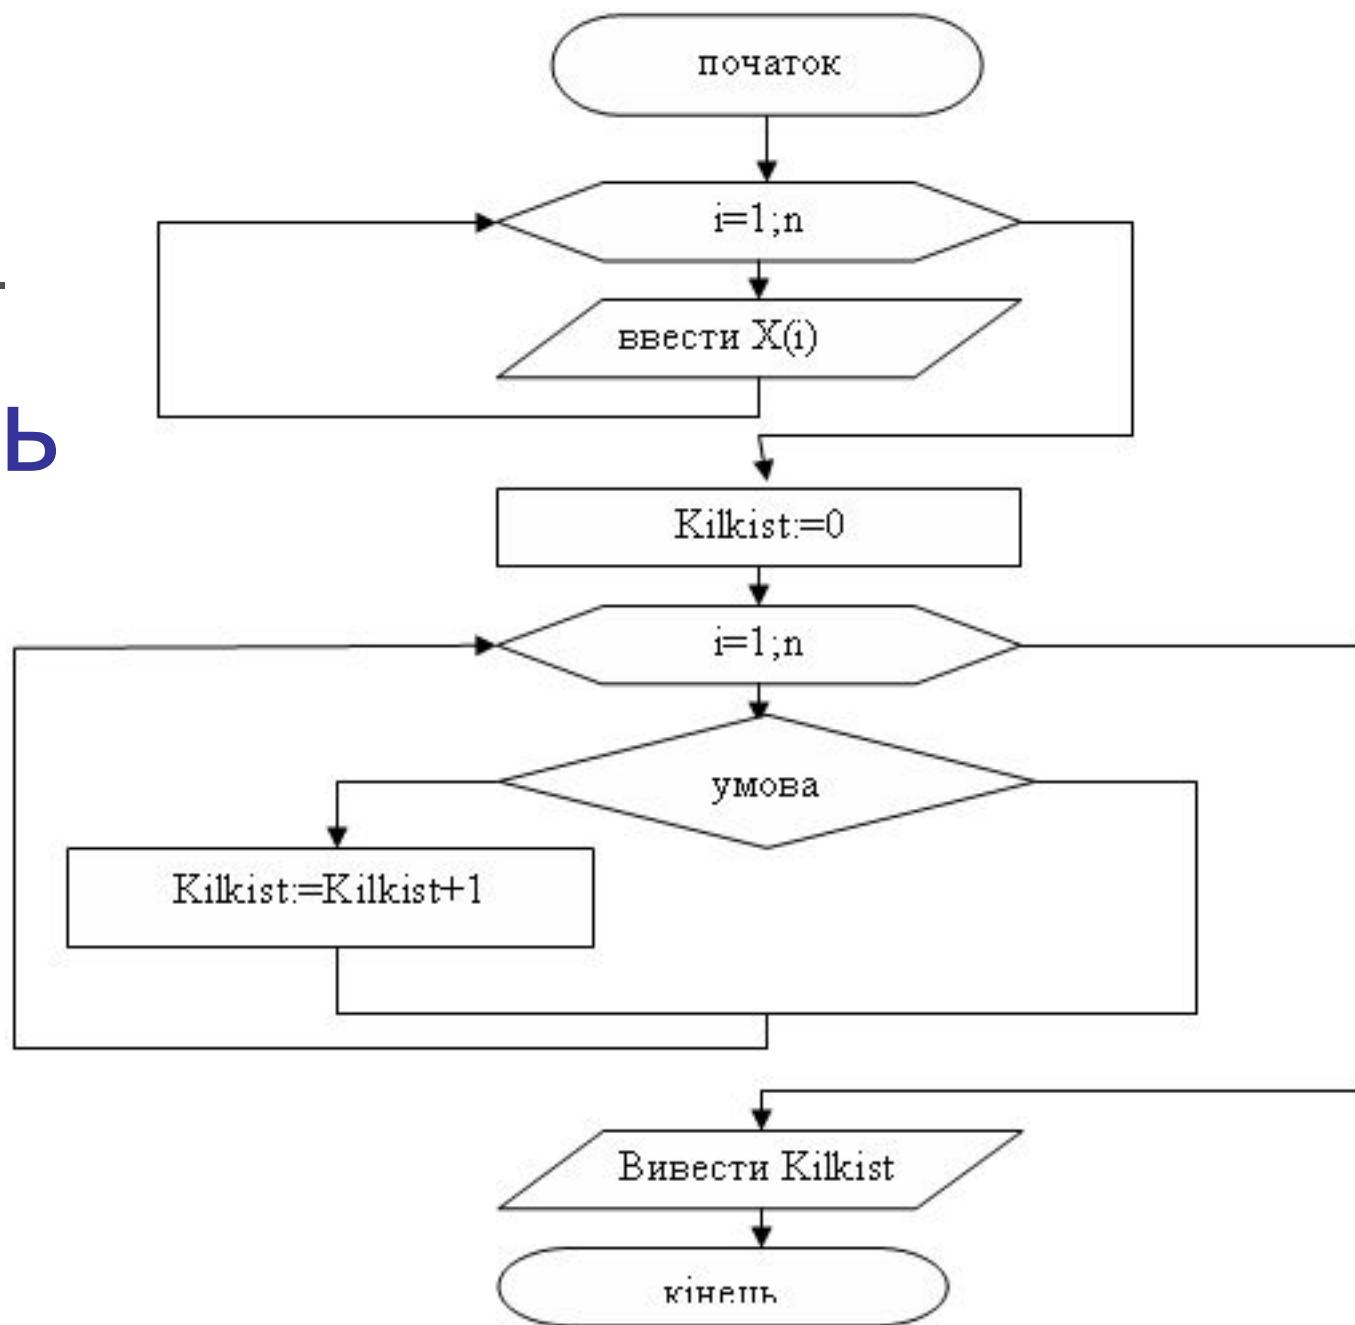 початок
i=1;n
ввести X(i)
ь
Kilkist:=0
i=1;n
умова
Kilkist:=Kilkist+1
Вивести Kilkist
кінець